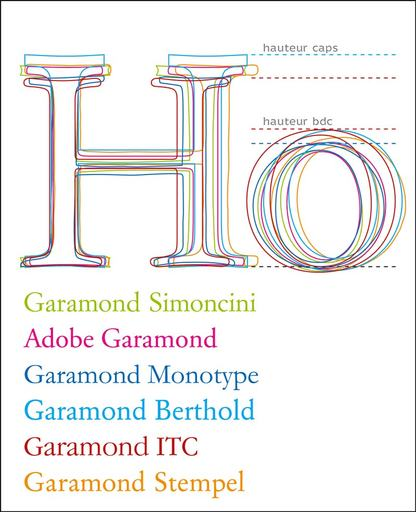 hauteur caps
Ho
hauteur bdc
Garamond Simoncini
Adobe Garamond
Garamond Monotype
Garamond Berthold
Garamond ITC
Garamond Stempel